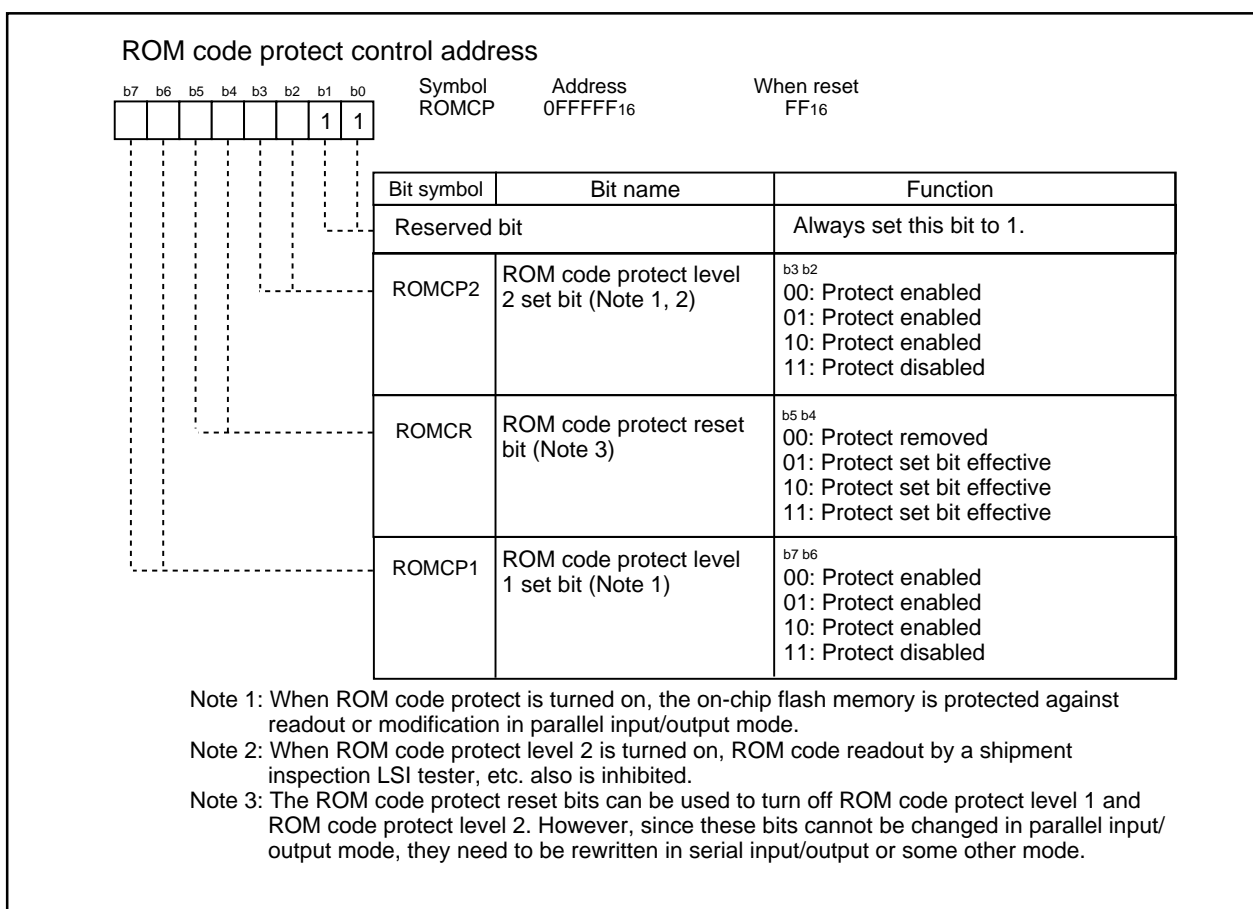 ROM code protect control address
b7 b6 b5 b4 b3 b2 b1 b0
Symbol Address When reset
ROMCP 0FFFFF16 FF16
1 1
Bit symbol Bit name Function
Reserved bit Always set this bit to 1.
ROMCP2 ROM code protect level
2 set bit (Note 1, 2)
b3 b2
00: Protect enabled
01: Protect enabled
10: Protect enabled
11: Protect disabled
ROMCR ROM code protect reset
bit (Note 3)
b5 b4
00: Protect removed
01: Protect set bit effective
10: Protect set bit effective
11: Protect set bit effective
ROMCP1 ROM code protect level
1 set bit (Note 1)
b7 b6
00: Protect enabled
01: Protect enabled
10: Protect enabled
11: Protect disabled
Note 1: When ROM code protect is turned on, the on-chip flash memory is protected against
readout or modification in parallel input/output mode.
Note 2: When ROM code protect level 2 is turned on, ROM code readout by a shipment
inspection LSI tester, etc. also is inhibited.
Note 3: The ROM code protect reset bits can be used to turn off ROM code protect level 1 and
ROM code protect level 2. However, since these bits cannot be changed in parallel input/
output mode, they need to be rewritten in serial input/output or some other mode.